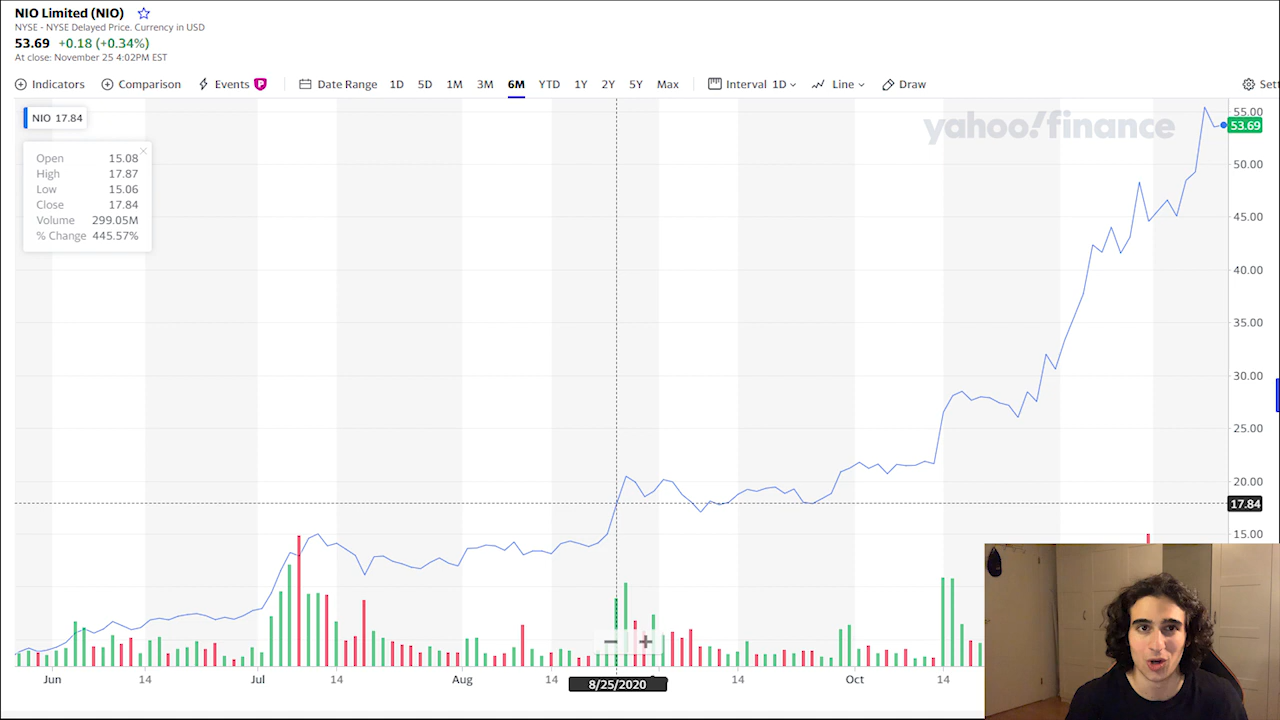 NIO Limited (NIO)
NYSE - NYSE Delayed Price. Currency in USD
53.69 +0.18 (+0.34%)
At close: November 25 4:02PM EST
Indicators Comparison Events P Date Range 1D 5D 1M 3M 6M YTD 1Y 2Y 5Y Max Interval 1D Line Draw Sett
NIO 17.84
yahoo!finance
Open 15.08
High 17.87
Low 15.06
Close 17.84
Volume 299.05M
% Change 445.57%
55.00
53.69
50.00
45.00
40.00
35.00
30.00
25.00
20.00
17.84
15.00
Jun 14 Jul 14 Aug 14 8/25/2020 14 Oct 14